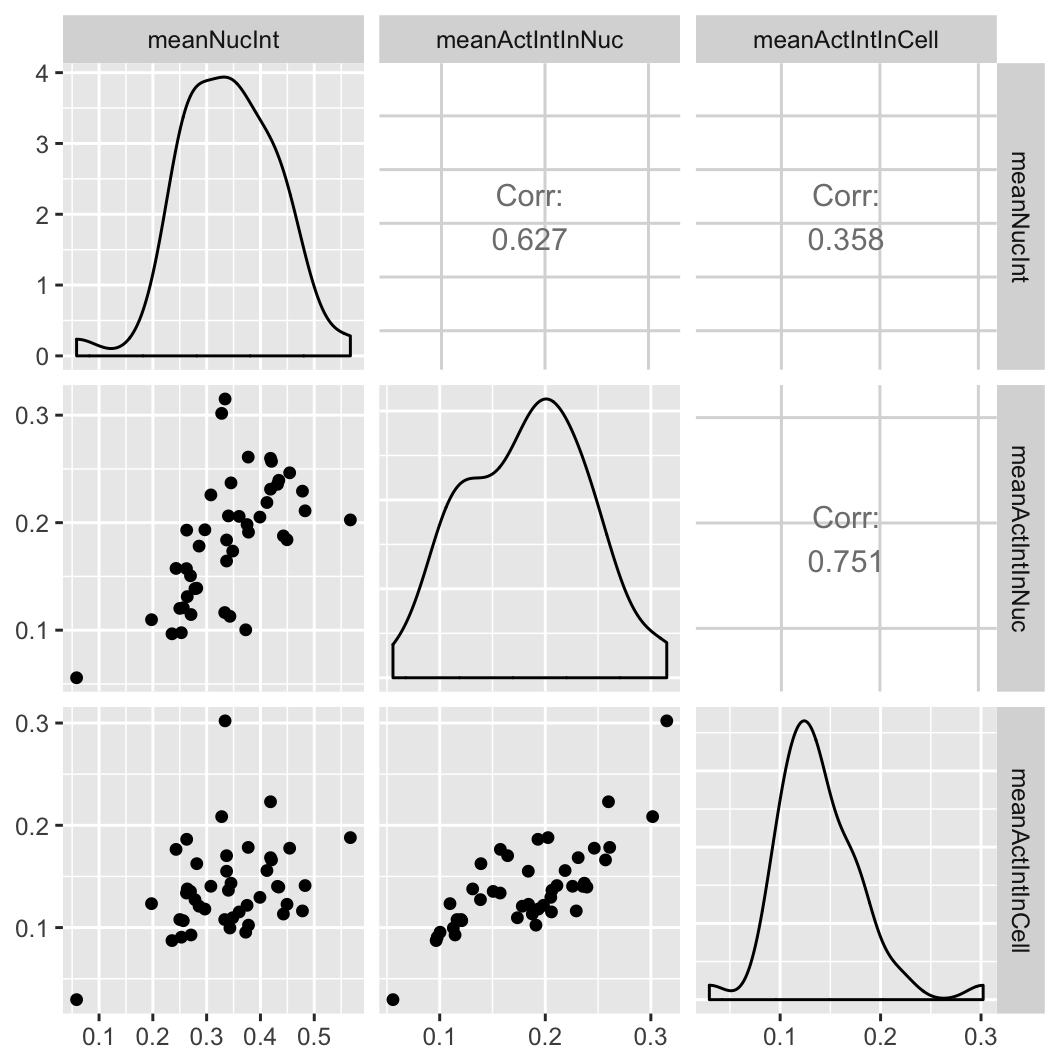 meanNucInt
meanActIntInNuc
meanActIntInCell
4
3
2
1
0
Corr:
0.627
Corr:
0.358
meanNucInt
0.3
0.2
0.1
Corr:
0.751
meanActIntInNuc
0.3
0.2
0.1
meanActIntInCell
0.1 0.2 0.3 0.4 0.5
0.1 0.2 0.3
0.1 0.2 0.3